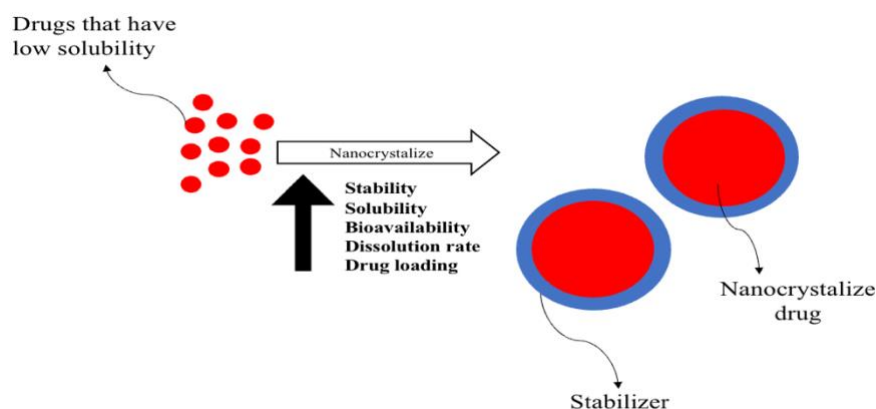 Drugs that have
low solubility
Nanocrystalize
Stability
Solubility
Bioavailability
Dissolution rate
Drug loading
Nanocrystalize
drug
Stabilizer